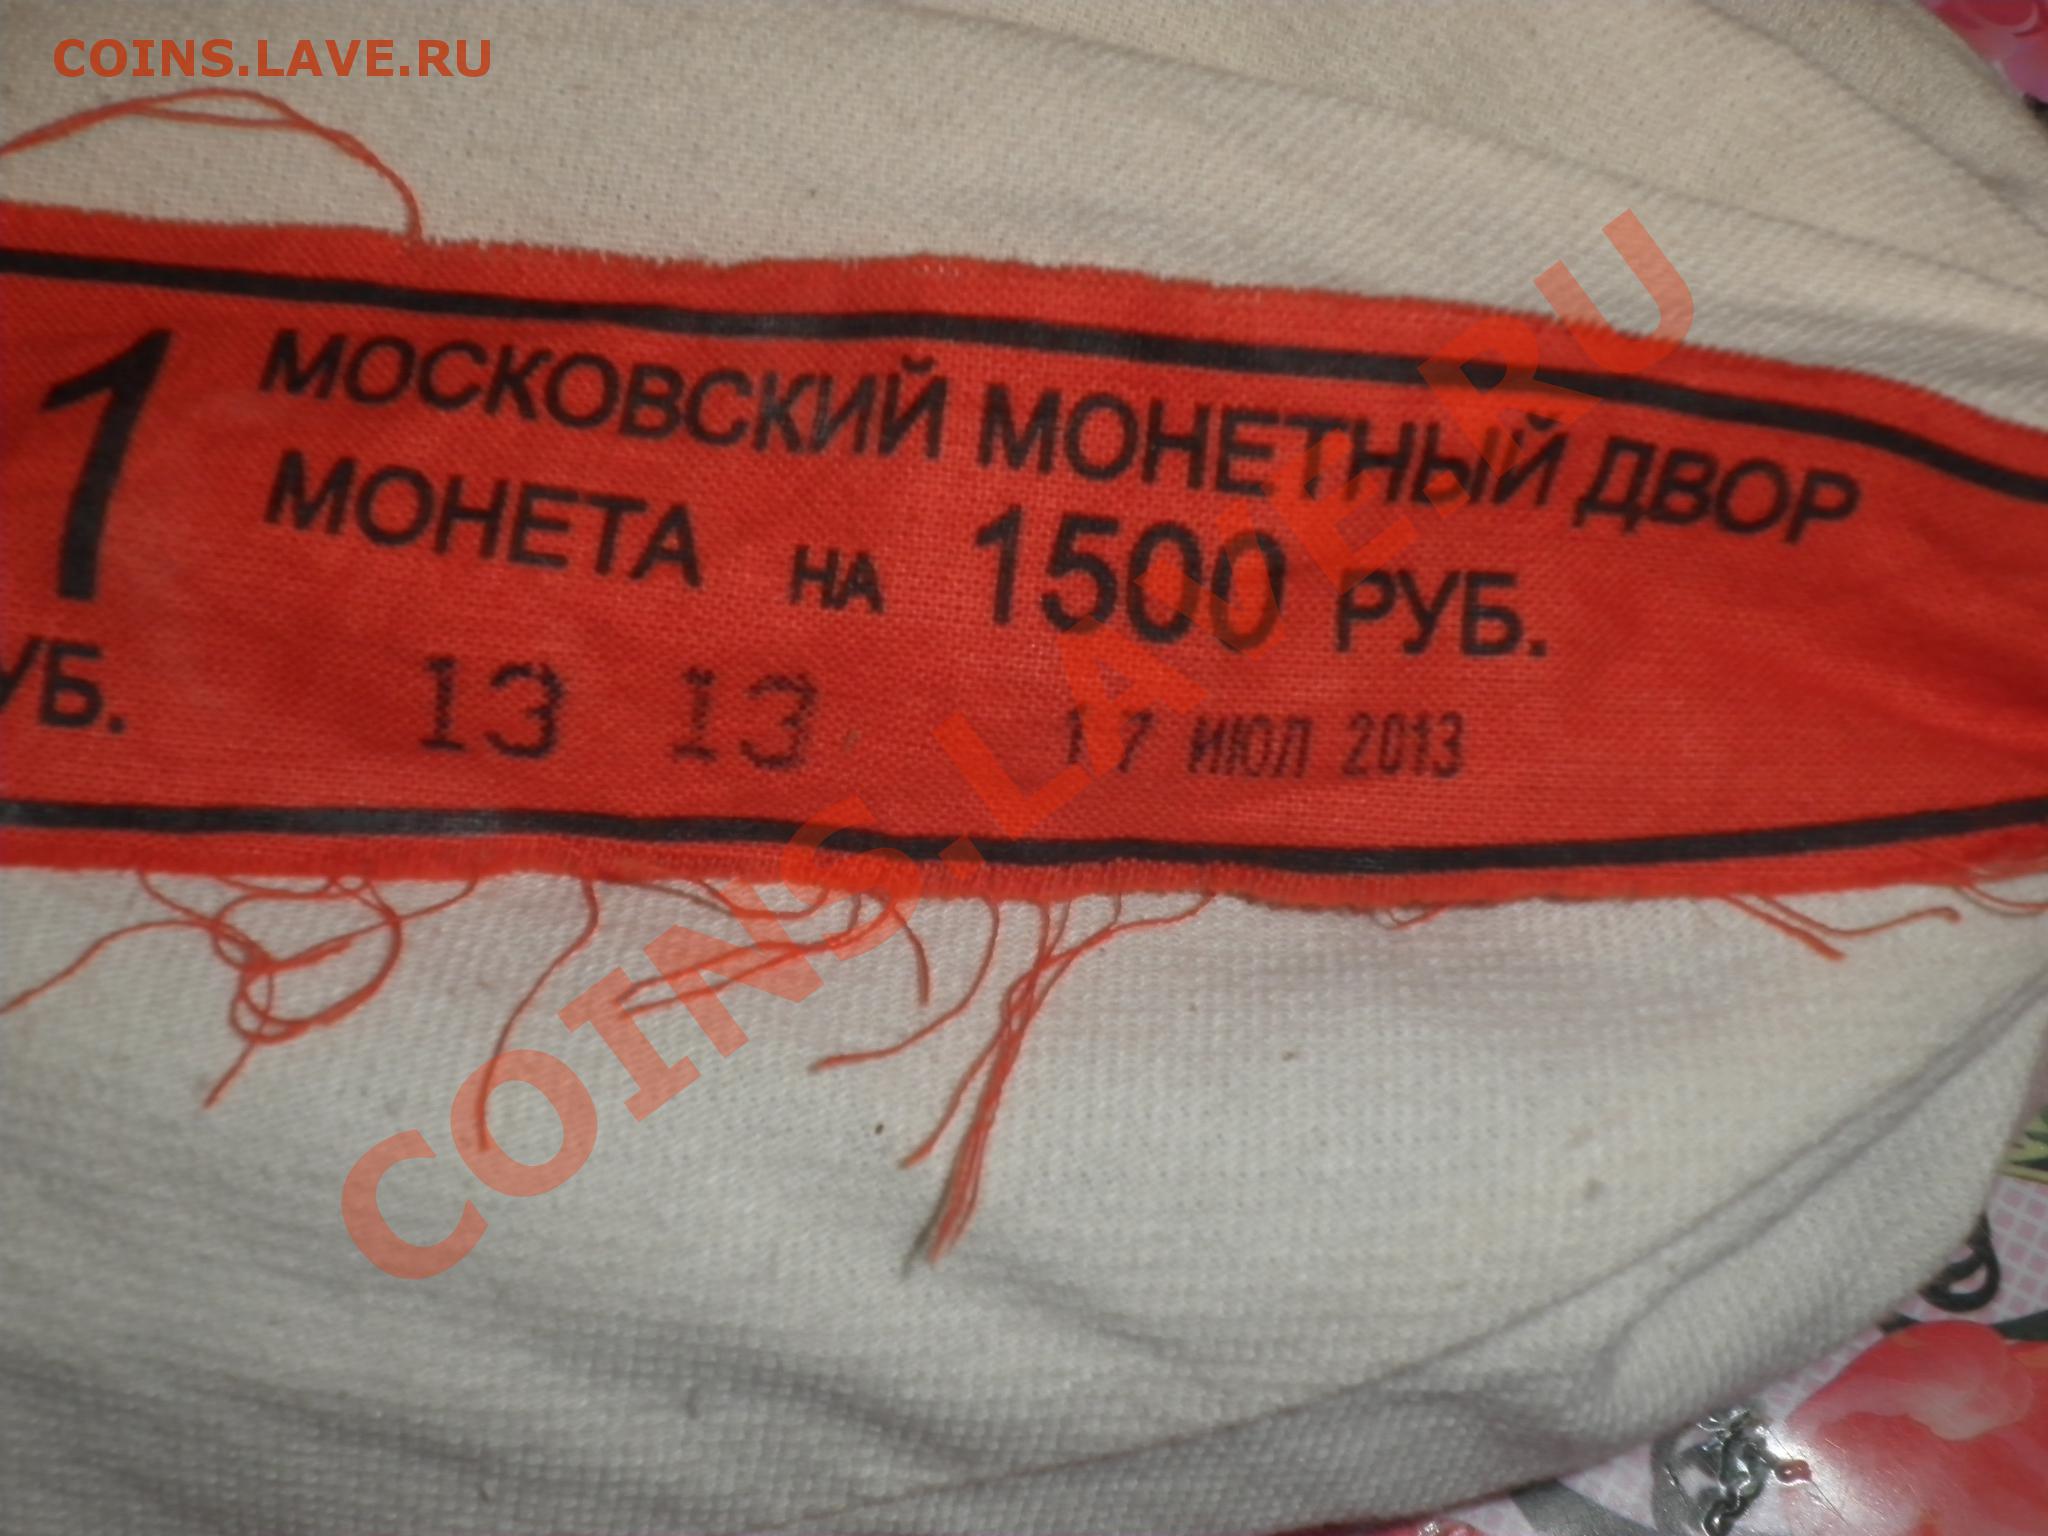 COINS.LAVE.RU
1 МОСКОВСКИЙ МОНЕТНЫЙ ДВОР
МОНЕТА НА 1500 РУБ.
УБ. 13 13 17 ИЮЛ 2013
COINS.LAVE.RU